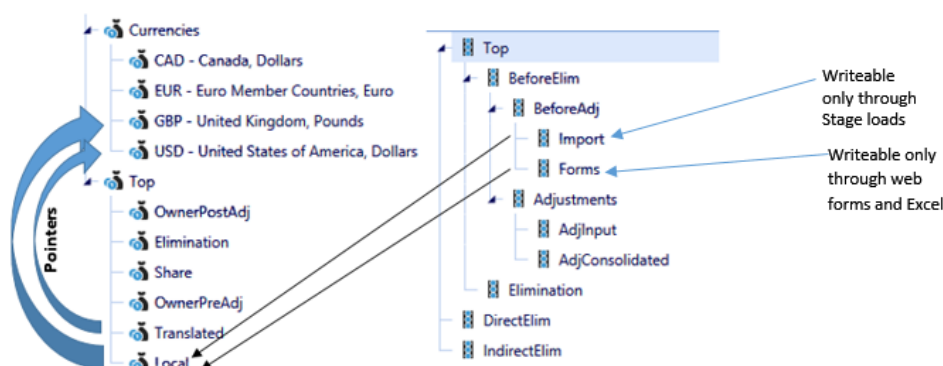 Currencies
CAD - Canada, Dollars
EUR - Euro Member Countries, Euro
GBP - United Kingdom, Pounds
USD - United States of America, Dollars
Top
OwnerPostAdj
Elimination
Share
OwnerPreAdj
Translated
Local
Pointers
Top
BeforeElim
BeforeAdj
Import
Forms
Adjustments
AdjInput
AdjConsolidated
Elimination
DirectElim
IndirectElim
Writeable
only through
Stage loads
Writeable only
through web
forms and Excel